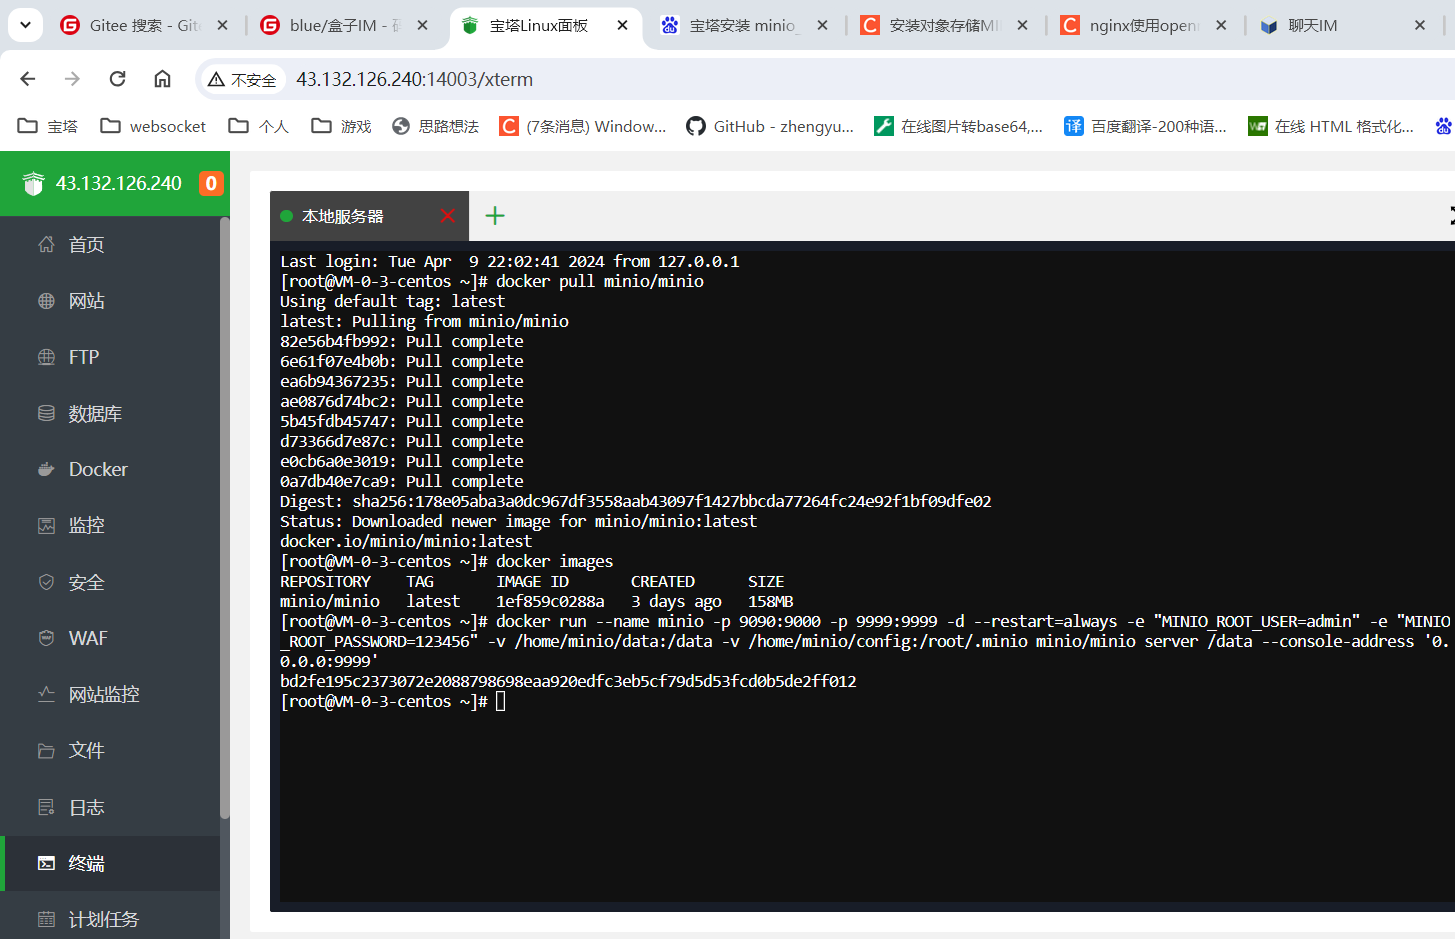 Gitee 搜索 - Git
blue/盒子IM -
宝塔Linux面板
宝塔安装 minio_
安装对象存储MI
nginx使用open
聊天IM
不安全 43.132.126.240:14003/xterm
宝塔
websocket
个人
游戏
思路想法
(7条消息) Window...
GitHub - zhengyu...
在线图片转base64,...
百度翻译-200种语...
在线 HTML 格式化...
43.132.126.240 0
首页
网站
FTP
数据库
Docker
监控
安全
WAF
网站监控
文件
日志
终端
计划任务
本地服务器
Last login: Tue Apr  9 22:02:41 2024 from 127.0.0.1
[root@VM-0-3-centos ~]# docker pull minio/minio
Using default tag: latest
latest: Pulling from minio/minio
82e56b4fb992: Pull complete
6e61f07e4b0b: Pull complete
ea6b94367235: Pull complete
ae0876d74bc2: Pull complete
5b45fdb45747: Pull complete
d73366d7e87c: Pull complete
e0cb6a0e3019: Pull complete
0a7db40e7ca9: Pull complete
Digest: sha256:178e05aba3a0dc967df3558aab43097f1427bbcda77264fc24e92f1bf09dfe02
Status: Downloaded newer image for minio/minio:latest
docker.io/minio/minio:latest
[root@VM-0-3-centos ~]# docker images
REPOSITORY    TAG       IMAGE ID       CREATED      SIZE
minio/minio   latest    1ef859c0288a   3 days ago   158MB
[root@VM-0-3-centos ~]# docker run --name minio -p 9090:9000 -p 9999:9999 -d --restart=always -e "MINIO_ROOT_USER=admin" -e "MINIO
_ROOT_PASSWORD=123456" -v /home/minio/data:/data -v /home/minio/config:/root/.minio minio/minio server /data --console-address '0.
0.0.0:9999'
bd2fe195c2373072e2088798698eaa920edfc3eb5cf79d5d53fcd0b5de2ff012
[root@VM-0-3-centos ~]#